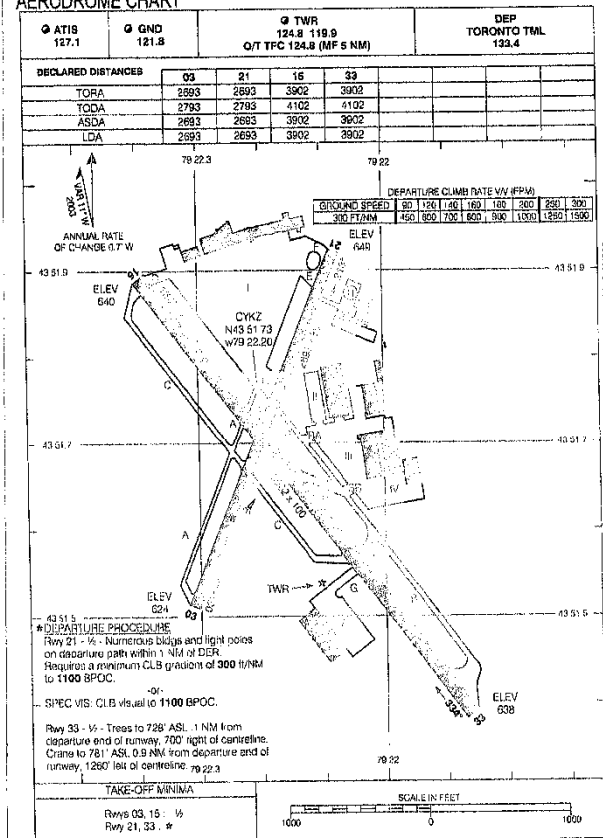 AERODROME CHART
ATIS 127.1
GND 121.8
TWR
124.8 119.9
O/T TFC 124.8 (MF 5 NM)
DEP
TORONTO TML
133.4
DECLARED DISTANCES 03 21 15 33
TORA 2693 2693 3902 3902
TODA 2793 2793 4102 4102
ASDA 2693 2693 3902 3902
LDA 2693 2693 3902 3902
79 22.3 79 22
VAR 11°W
2003
ANNUAL RATE
OF CHANGE 0.7' W
DEPARTURE CLIMB RATE V/V (FPM)
GROUND SPEED 90 120 140 160 180 200 250 300
300 FT/NM 450 600 700 800 900 1000 1250 1500
21
ELEV
649
43 51.9 43 51.9
15
ELEV
640
F
E
I
CYKZ
N43 51 73
W79 22.20
C
A
II
43 51.7 43 51.7
III
IV
A
C
TWR
G
ELEV
624
03
43 51.5 43 51.5
* DEPARTURE PROCEDURE
Rwy 21 - ½ - Numerous bldgs and light poles
on departure path within 1 NM of DER.
Requires a minimum CLB gradient of 300 ft/NM
to 1100 BPOC.
-or-
SPEC VIS: CLB visual to 1100 BPOC.
Rwy 33 - ½ - Trees to 728' ASL .1 NM from
departure end of runway, 700' right of centreline.
Crane to 781' ASL 0.9 NM from departure end of
runway, 1260' left of centreline.
334°
33
ELEV
638
79 22.3 79 22
TAKE-OFF MINIMA
Rwys 03, 15 : ½
Rwy 21, 33 : *
SCALE IN FEET
1000 0 1000